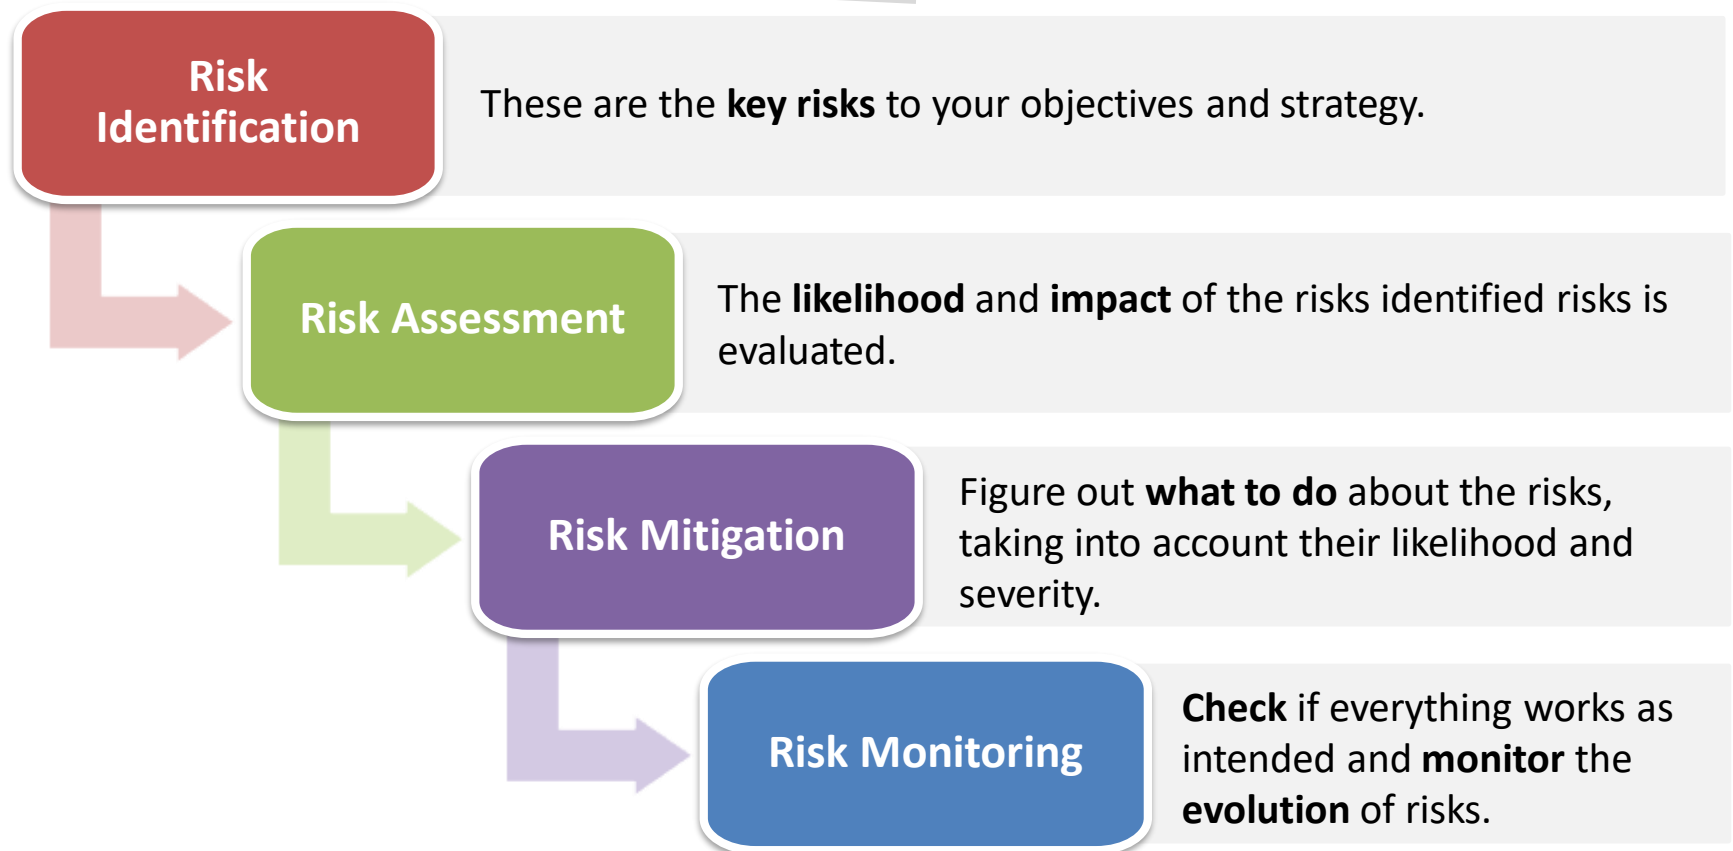 Risk
Identification
These are the key risks to your objectives and strategy.
Risk Assessment
The likelihood and impact of the risks identified risks is
evaluated.
Risk Mitigation
Figure out what to do about the risks,
taking into account their likelihood and
severity.
Risk Monitoring
Check if everything works as
intended and monitor the
evolution of risks.